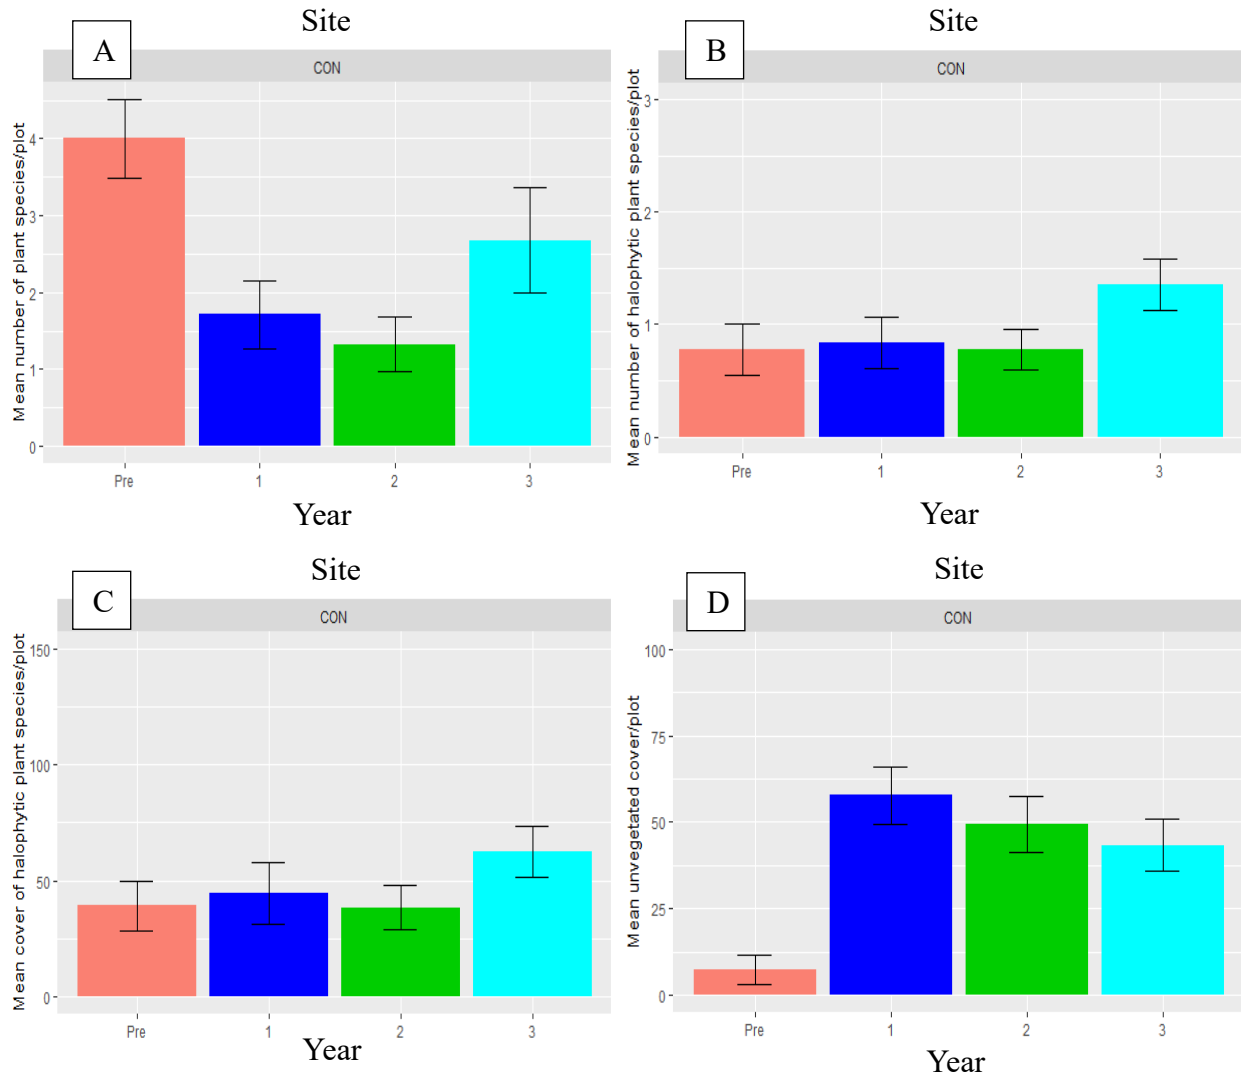 Site
A
CON
Mean number of plant species/plot
4
3
2
1
0
Pre 1 2 3
Year
Site
B
CON
Mean number of halophytic plant species/plot
3
2
1
0
Pre 1 2 3
Year
Site
C
CON
Mean cover of halophytic plant species/plot
150
100
50
0
Pre 1 2 3
Year
Site
D
CON
Mean unvegetated cover/plot
100
75
50
25
0
Pre 1 2 3
Year